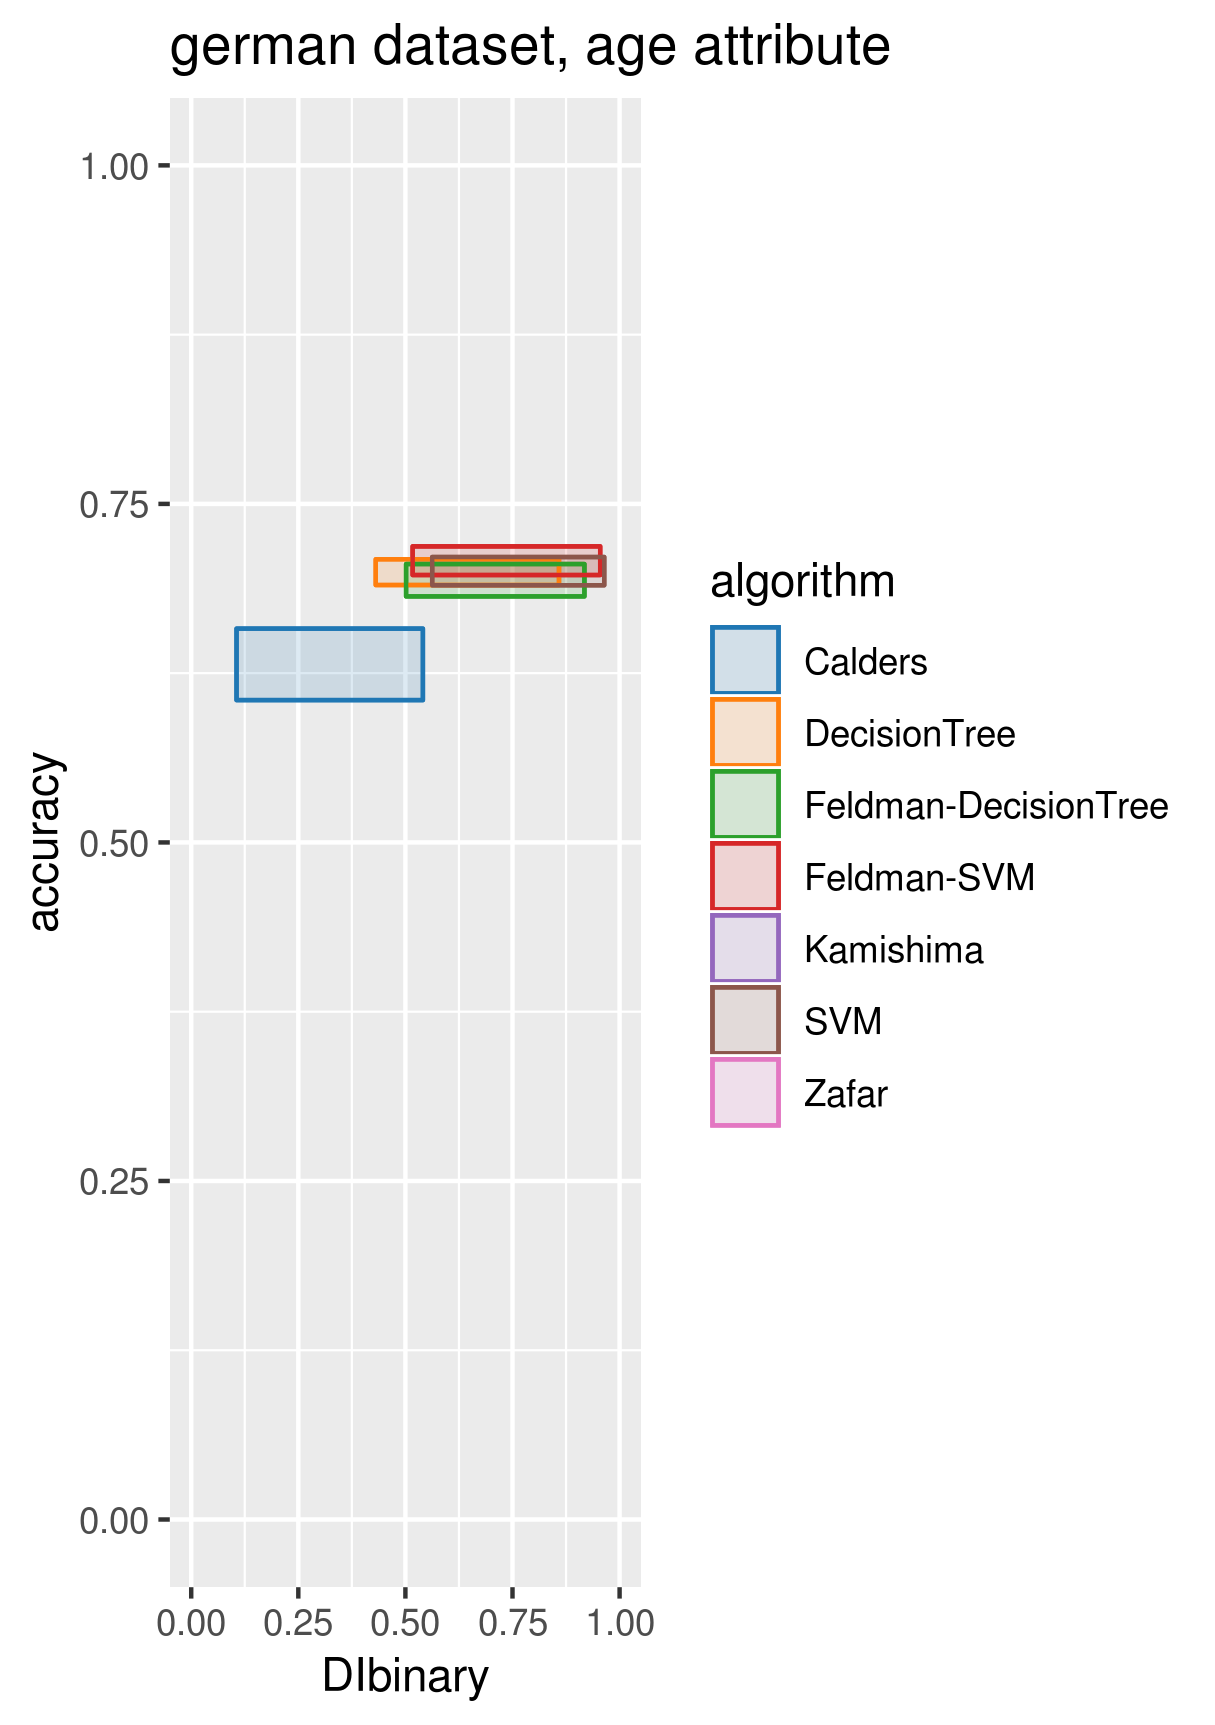 german dataset, age attribute
1.00
0.75
0.50
0.25
0.00
accuracy
0.00 0.25 0.50 0.75 1.00
DIbinary
algorithm
Calders
DecisionTree
Feldman-DecisionTree
Feldman-SVM
Kamishima
SVM
Zafar